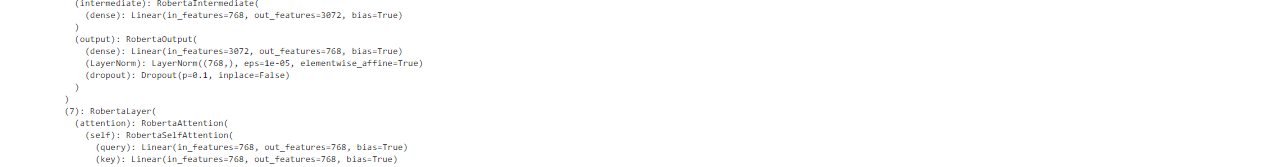 (intermediate): RobertaIntermediate(
(dense): Linear(in_features=768, out_features=3072, bias=True)
)
(output): RobertaOutput(
(dense): Linear(in_features=3072, out_features=768, bias=True)
(LayerNorm): LayerNorm((768,), eps=1e-05, elementwise_affine=True)
(dropout): Dropout(p=0.1, inplace=False)
)
)
(7): RobertaLayer(
(attention): RobertaAttention(
(self): RobertaSelfAttention(
(query): Linear(in_features=768, out_features=768, bias=True)
(key): Linear(in_features=768, out_features=768, bias=True)